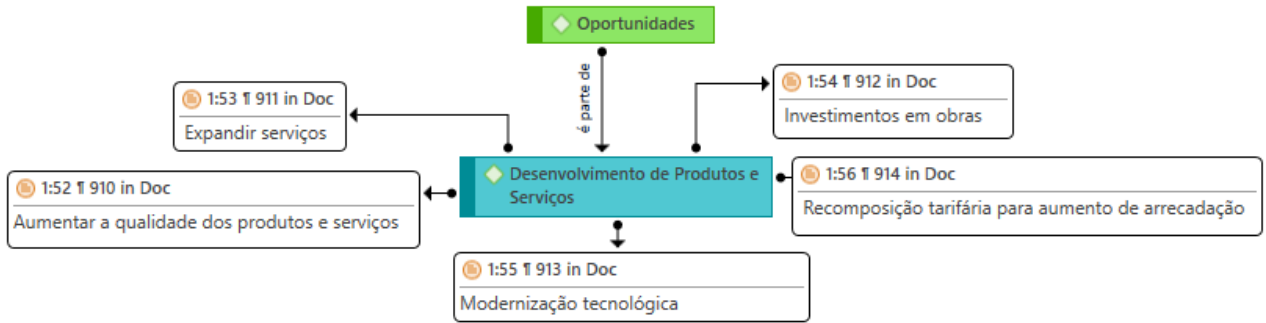 Oportunidades
é parte de
1:53 ¶ 911 in Doc
Expandir serviços
1:54 ¶ 912 in Doc
Investimentos em obras
1:52 ¶ 910 in Doc
Aumentar a qualidade dos produtos e serviços
Desenvolvimento de Produtos e
Serviços
1:56 ¶ 914 in Doc
Recomposição tarifária para aumento de arrecadação
1:55 ¶ 913 in Doc
Modernização tecnológica